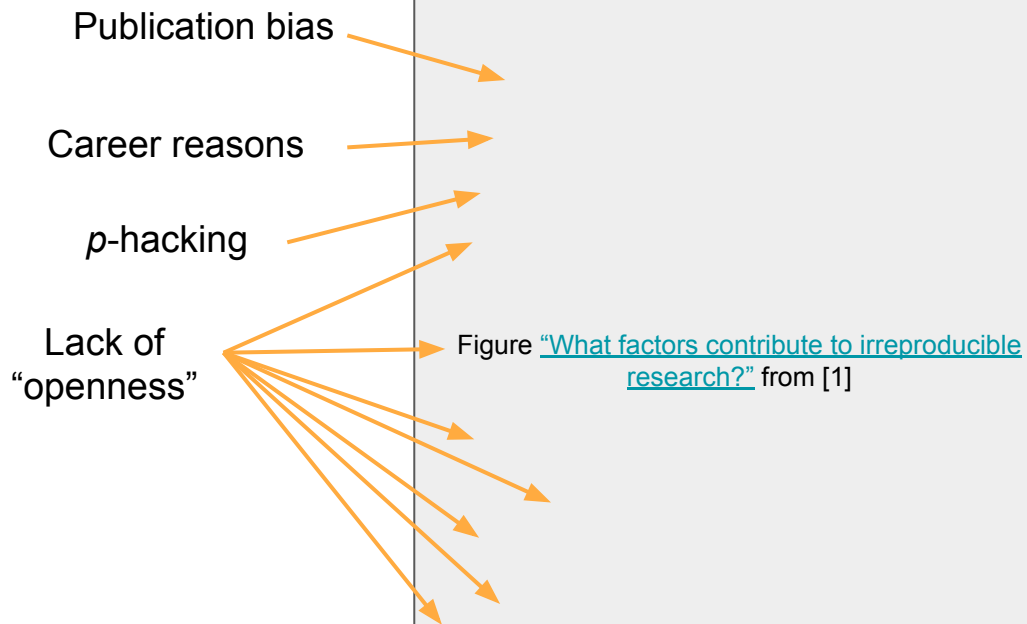 Publication bias
Career reasons
p-hacking
Lack of
“openness”
Figure “What factors contribute to irreproducible
research?” from [1]